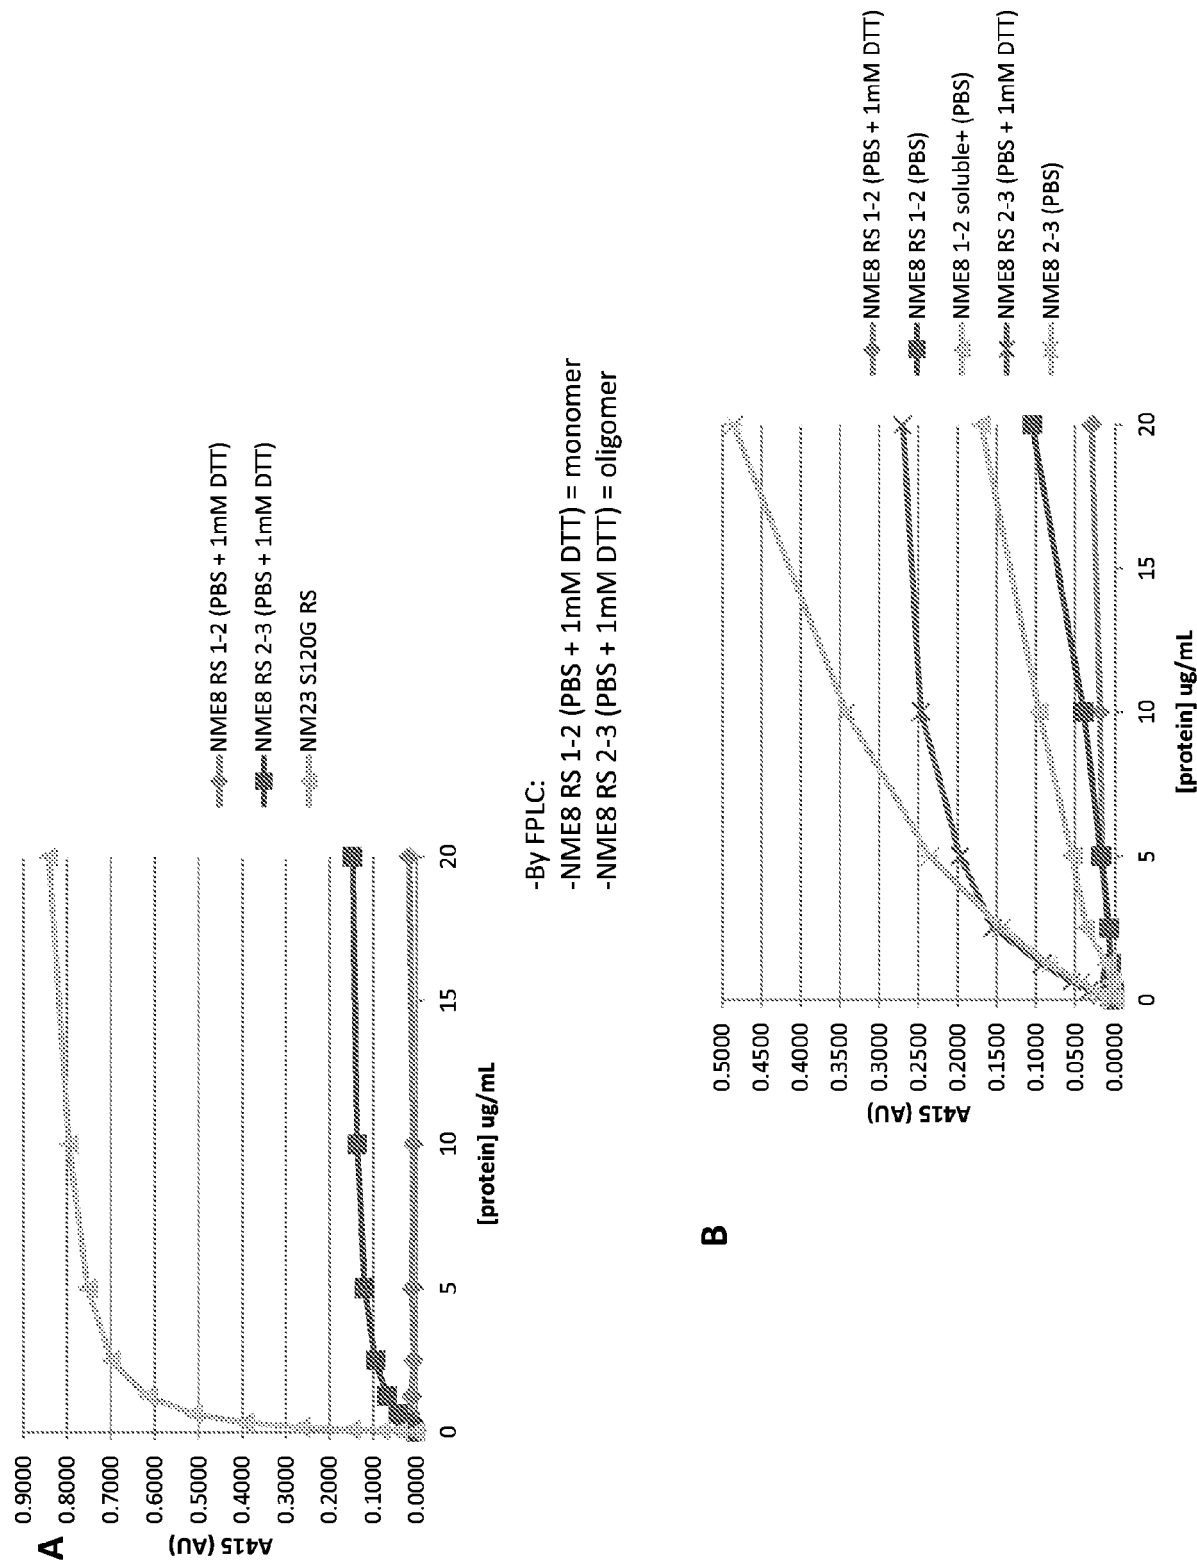 A
A415 (AU)
0.9000
0.8000
0.7000
0.6000
0.5000
0.4000
0.3000
0.2000
0.1000
0.0000
0 5 10 15 20
[protein] ug/mL
NME8 RS 1-2 (PBS + 1mM DTT)
NME8 RS 2-3 (PBS + 1mM DTT)
NM23 S120G RS
-By FPLC:
-NME8 RS 1-2 (PBS + 1mM DTT) = monomer
-NME8 RS 2-3 (PBS + 1mM DTT) = oligomer
B
A415 (AU)
0.5000
0.4500
0.4000
0.3500
0.3000
0.2500
0.2000
0.1500
0.1000
0.0500
0.0000
0 5 10 15 20
[protein] ug/mL
NME8 RS 1-2 (PBS + 1mM DTT)
NME8 RS 1-2 (PBS)
NME8 1-2 soluble+ (PBS)
NME8 RS 2-3 (PBS + 1mM DTT)
NME8 2-3 (PBS)